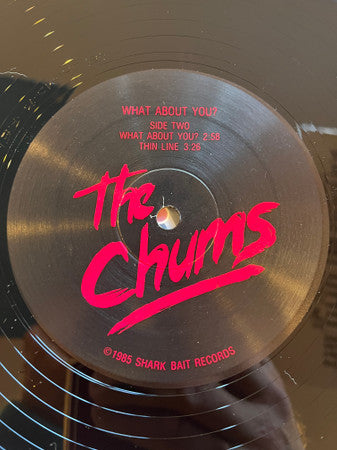 WHAT ABOUT YOU?
SIDE TWO
WHAT ABOUT YOU? 2:58
THIN LINE 3:26
The
Chums
©1985 SHARK BAIT RECORDS